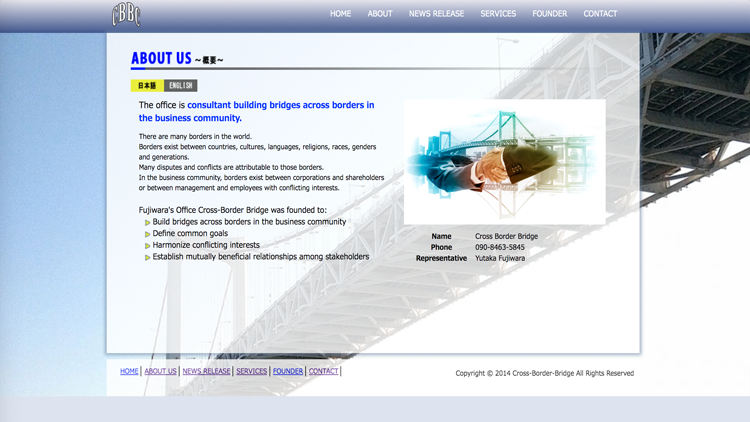 CBBC
HOME ABOUT NEWS RELEASE SERVICES FOUNDER CONTACT
ABOUT US ～概要～
日本語 ENGLISH
The office is consultant building bridges across borders in
the business community.
There are many borders in the world.
Borders exist between countries, cultures, languages, religions, races, genders
and generations.
Many disputes and conflicts are attributable to those borders.
In the business community, borders exist between corporations and shareholders
or between management and employees with conflicting interests.
Fujiwara's Office Cross-Border Bridge was founded to:
Build bridges across borders in the business community
Define common goals
Harmonize conflicting interests
Establish mutually beneficial relationships among stakeholders
Name Cross Border Bridge
Phone 090-8463-5845
Representative Yutaka Fujiwara
HOME ABOUT NEWS RELEASE SERVICES FOUNDER CONTACT
Copyright © 2014 Cross-Border-Bridge All Rights Reserved